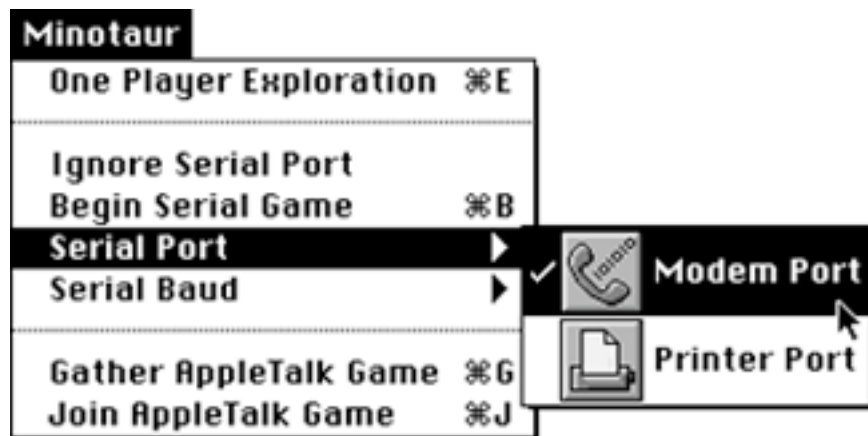 Minotaur
One Player Exploration ⌘E
Ignore Serial Port
Begin Serial Game ⌘B
Serial Port
Modem Port
Serial Baud
Printer Port
Gather AppleTalk Game ⌘G
Join AppleTalk Game ⌘J